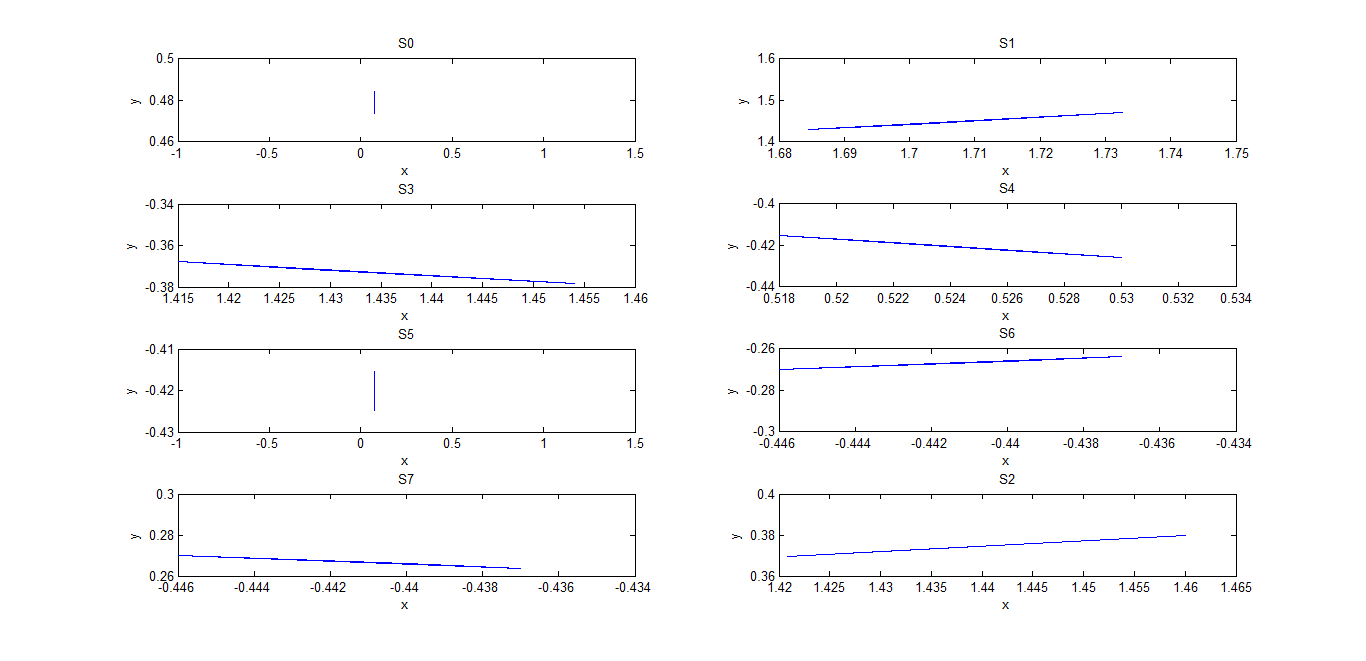 S0
0.5
0.48
0.46
y
-1 -0.5 0 0.5 1 1.5
x
S1
1.6
1.5
1.4
y
1.68 1.69 1.7 1.71 1.72 1.73 1.74 1.75
x
S3
-0.34
-0.36
-0.38
y
1.415 1.42 1.425 1.43 1.435 1.44 1.445 1.45 1.455 1.46
x
S4
-0.4
-0.42
-0.44
y
0.518 0.52 0.522 0.524 0.526 0.528 0.53 0.532 0.534
x
S5
-0.41
-0.42
-0.43
y
-1 -0.5 0 0.5 1 1.5
x
S6
-0.26
-0.28
-0.3
y
-0.446 -0.444 -0.442 -0.44 -0.438 -0.436 -0.434
x
S7
0.3
0.28
0.26
y
-0.446 -0.444 -0.442 -0.44 -0.438 -0.436 -0.434
x
S2
0.4
0.38
0.36
y
1.42 1.425 1.43 1.435 1.44 1.445 1.45 1.455 1.46 1.465
x